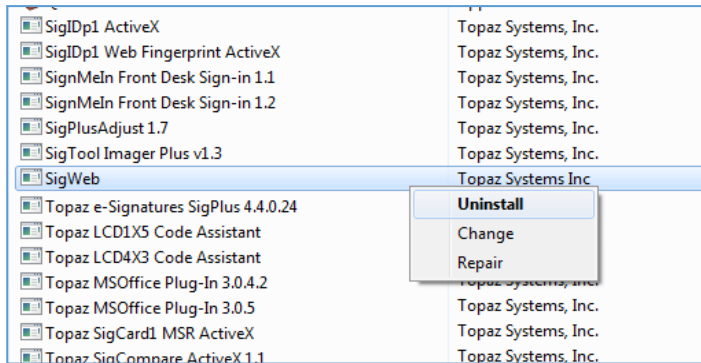 SigIDp1 ActiveX Topaz Systems, Inc.
SigIDp1 Web Fingerprint ActiveX Topaz Systems, Inc.
SignMeIn Front Desk Sign-in 1.1 Topaz Systems, Inc.
SignMeIn Front Desk Sign-in 1.2 Topaz Systems, Inc.
SigPlusAdjust 1.7 Topaz Systems, Inc.
SigTool Imager Plus v1.3 Topaz Systems, Inc.
SigWeb Topaz Systems Inc
Topaz e-Signatures SigPlus 4.4.0.24 Uninstall
Topaz LCD1X5 Code Assistant Change
Topaz LCD4X3 Code Assistant Repair
Topaz MSOffice Plug-In 3.0.4.2 Topaz Systems, Inc.
Topaz MSOffice Plug-In 3.0.5 Topaz Systems, Inc.
Topaz SigCard1 MSR ActiveX Topaz Systems, Inc.
Topaz SigCompare ActiveX 1.1 Topaz Systems, Inc.